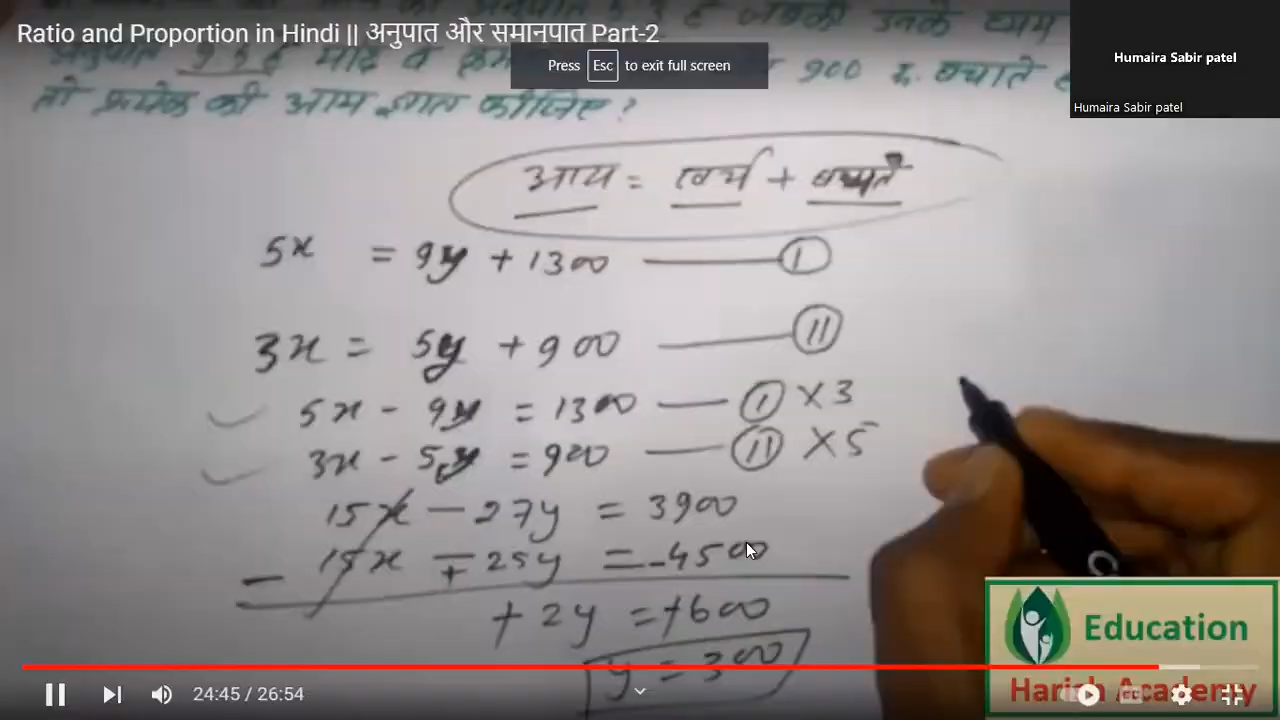 Ratio and Proportion in Hindi || अनुपात और समानपात Part-2
Press Esc to exit full screen
Humaira Sabir patel
Humaira Sabir patel
900 रु. बचाते
तो प्रत्येक की आय ज्ञात कीजिए ?
आय = खर्च + बचत
5x = 9y + 1300 — I
3x = 5y + 900 — II
5x - 9y = 1300 — I × 3
3x - 5y = 900 — II × 5
15x - 27y = 3900
- 15x ∓ 25y = -4500
+ 2y = +600
y = 300
Education
Harish Academy
24:45 / 26:54